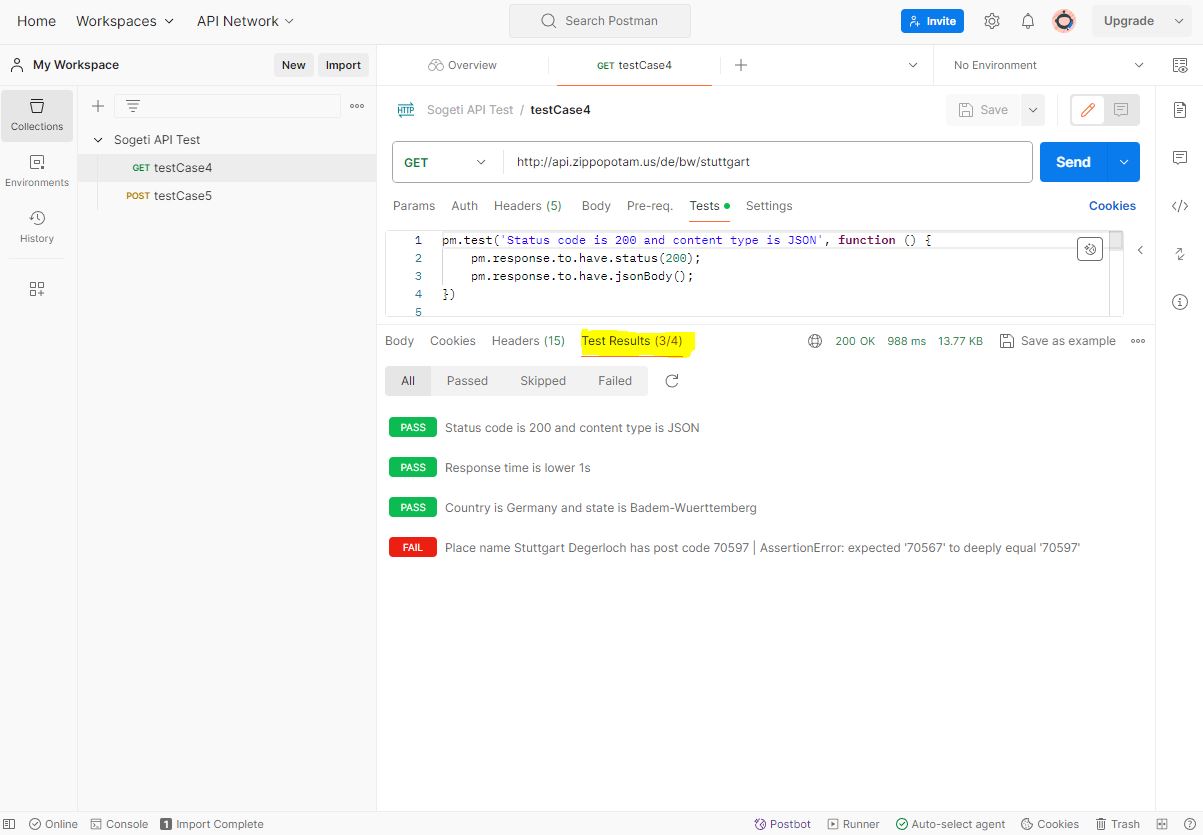 Home Workspaces API Network Search Postman Invite Upgrade
My Workspace New Import Overview GET testCase4 No Environment
Collections
Environments
History
Sogeti API Test
GET testCase4
POST testCase5
HTTP Sogeti API Test / testCase4 Save
GET http://api.zippopotam.us/de/bw/stuttgart Send
Params Auth Headers (5) Body Pre-req. Tests Settings Cookies
1 pm.test('Status code is 200 and content type is JSON', function () {
2 pm.response.to.have.status(200);
3 pm.response.to.have.jsonBody();
4 })
5
Body Cookies Headers (15) Test Results (3/4) 200 OK 988 ms 13.77 KB Save as example
All Passed Skipped Failed
PASS Status code is 200 and content type is JSON
PASS Response time is lower 1s
PASS Country is Germany and state is Badem-Wuerttemberg
FAIL Place name Stuttgart Degerloch has post code 70597 | AssertionError: expected '70567' to deeply equal '70597'
Online Console 1 Import Complete Postbot Runner Auto-select agent Cookies Trash